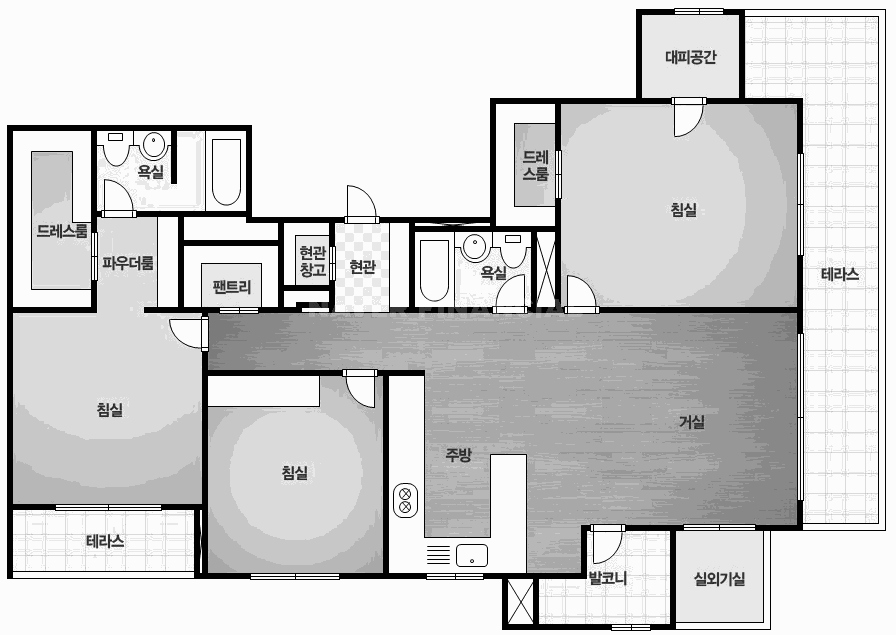 대피공간
욕실
드레
스룸
침실
드레스룸
파우더룸
현관
창고
현관
욕실
테라스
팬트리
NAVER FINANCIAL
침실
거실
주방
침실
테라스
발코니
실외기실